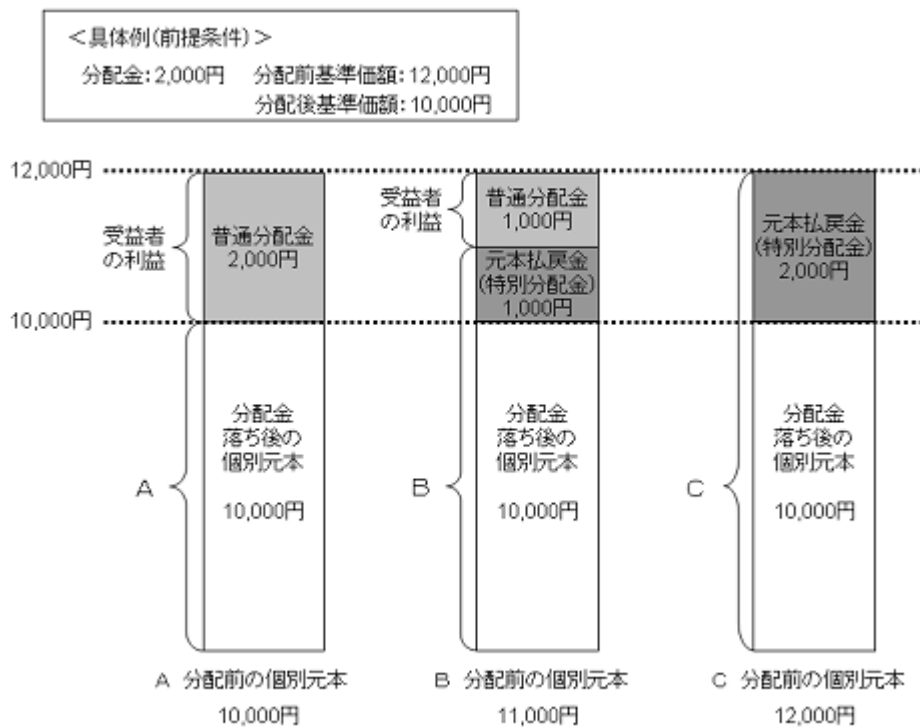 ＜具体例(前提条件)＞
分配金：2,000円　分配前基準価額：12,000円
分配後基準価額：10,000円
12,000円
10,000円
受益者
の利益
普通分配金
2,000円
分配金
落ち後の
個別元本
10,000円
Ａ
Ａ 分配前の個別元本
10,000円
受益者
の利益
普通分配金
1,000円
元本払戻金
(特別分配金)
1,000円
分配金
落ち後の
個別元本
10,000円
Ｂ
Ｂ 分配前の個別元本
11,000円
元本払戻金
(特別分配金)
2,000円
分配金
落ち後の
個別元本
10,000円
Ｃ
Ｃ 分配前の個別元本
12,000円